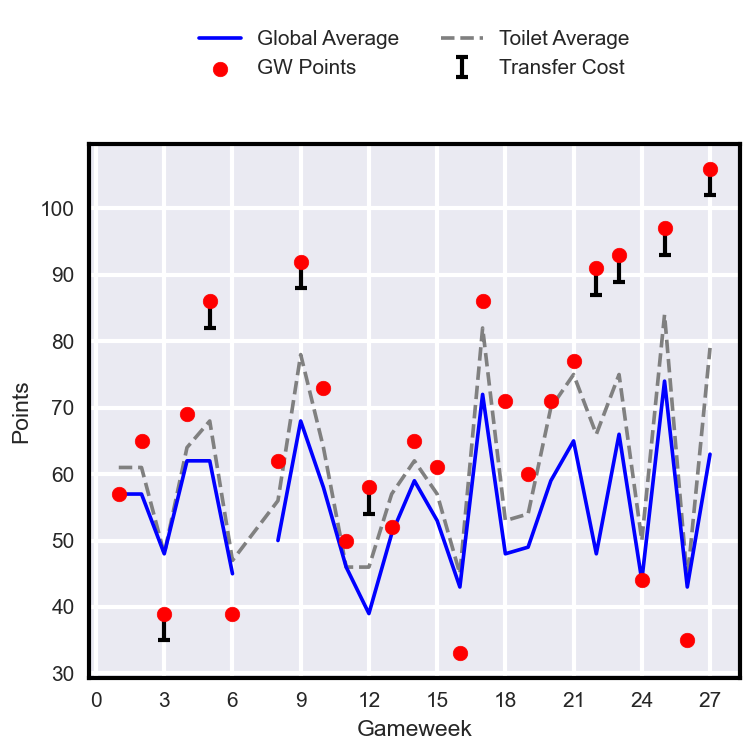 Global Average
GW Points
Toilet Average
Transfer Cost
Points
100
90
80
70
60
50
40
30
0 3 6 9 12 15 18 21 24 27
Gameweek